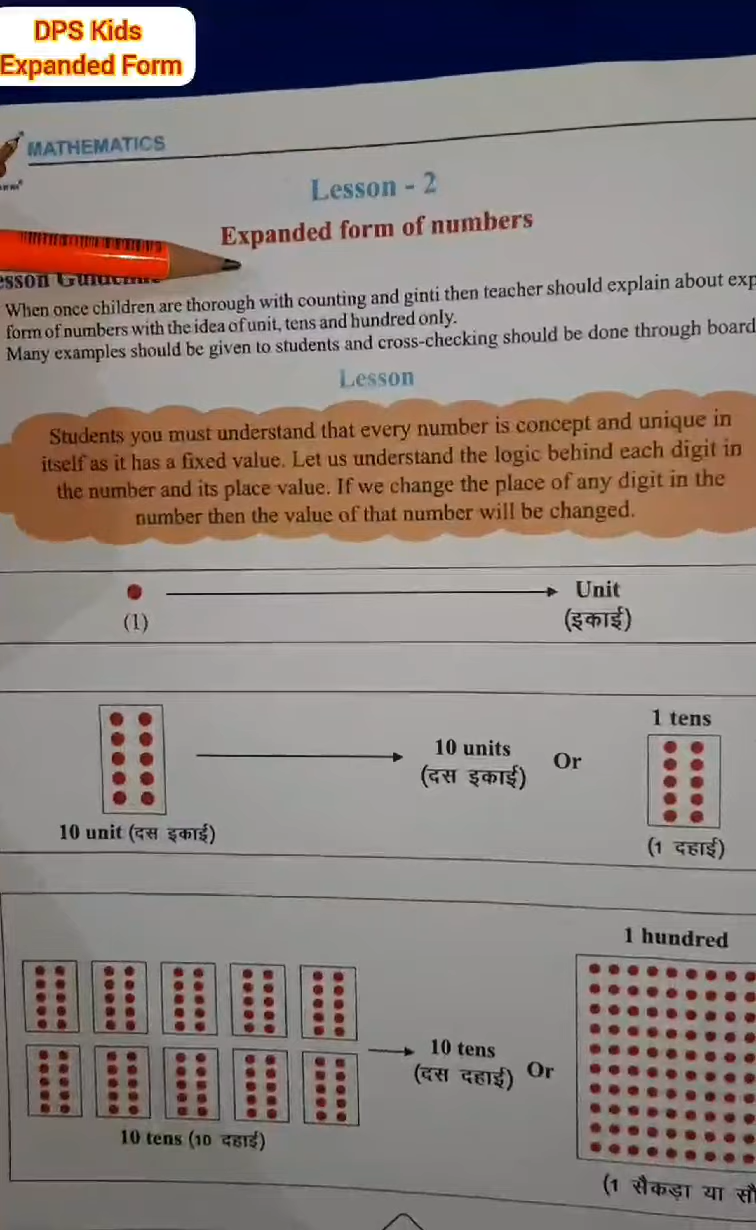 DPS Kids
Expanded Form
MATHEMATICS
Lesson - 2
Expanded form of numbers
When once children are thorough with counting and ginti then teacher should explain about
form of numbers with the idea of unit, tens and hundred only.
Many examples should be given to students and cross-checking should be done through board
Lesson
Students you must understand that every number is concept and unique in
itself as it has a fixed value. Let us understand the logic behind each digit in
the number and its place value. If we change the place of any digit in the
number then the value of that number will be changed.
(1)
Unit
(इकाई)
10 unit (दस इकाई)
10 units
(दस इकाई)
Or
1 tens
(1 दहाई)
10 tens (10 दहाई)
10 tens
(दस दहाई)
Or
1 hundred
(1 सैकड़ा या